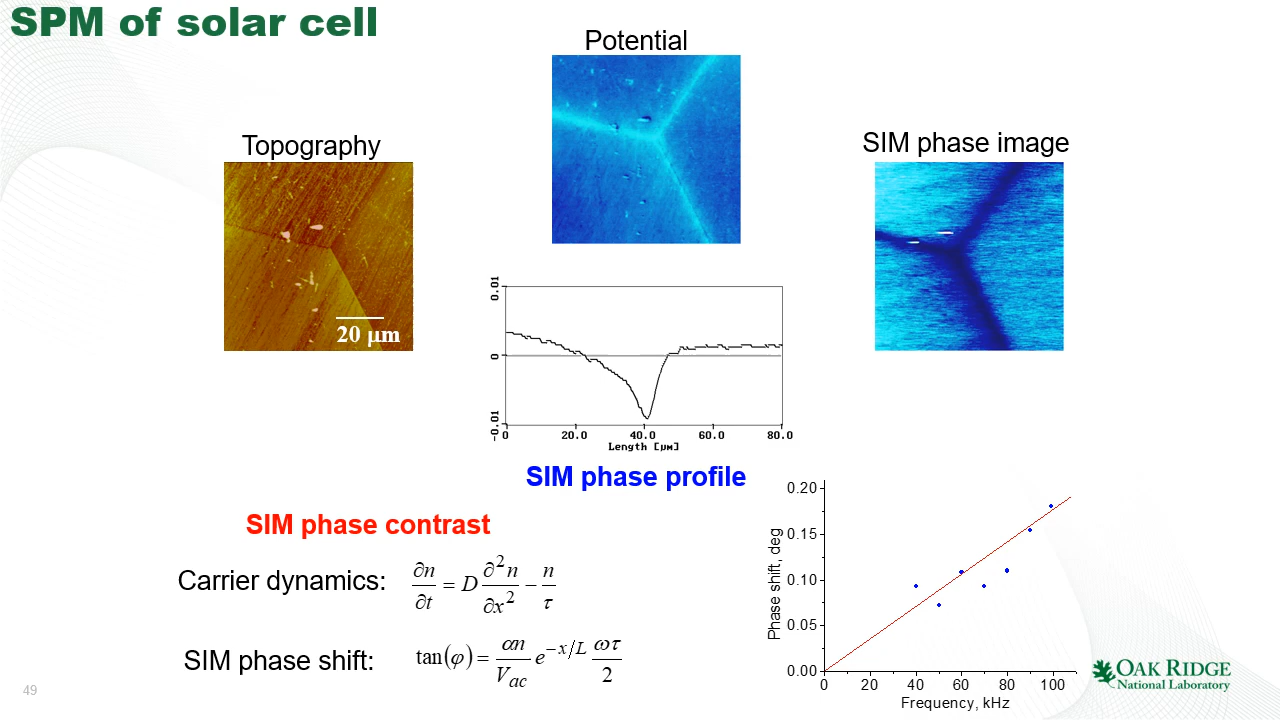 SPM of solar cell
Potential
Topography
SIM phase image
20 µm
0.01
0
-0.01
0 20.0 40.0 60.0 80.0
Length [µM]
SIM phase profile
SIM phase contrast
Carrier dynamics: ∂n/∂t = D ∂²n/∂x² − n/τ
SIM phase shift: tan(φ) = αn/V_ac e^(−x/L) ωτ/2
Phase shift, deg
0.20
0.15
0.10
0.05
0.00
0 20 40 60 80 100
Frequency, kHz
OAK RIDGE
National Laboratory
49